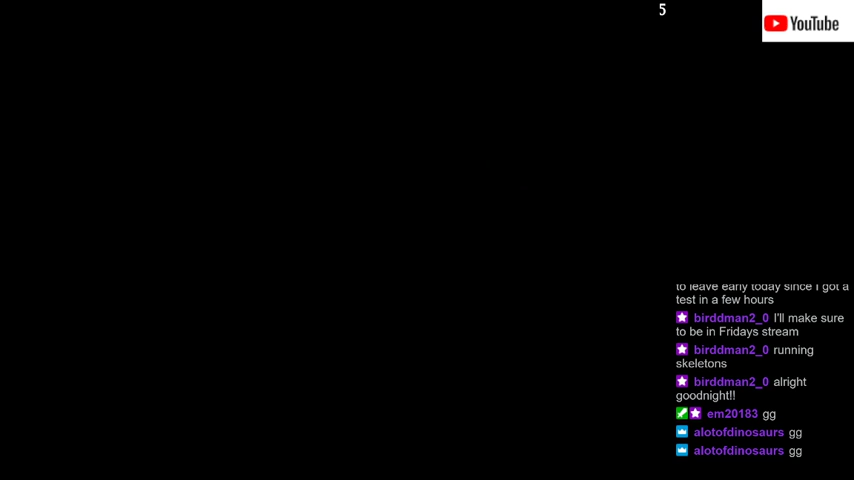 5
YouTube
to leave early today since I got a
test in a few hours
birddman2_0 I'll make sure
to be in Fridays stream
birddman2_0 running
skeletons
birddman2_0 alright
goodnight!!
em20183 gg
alotofdinosaurs gg
alotofdinosaurs gg